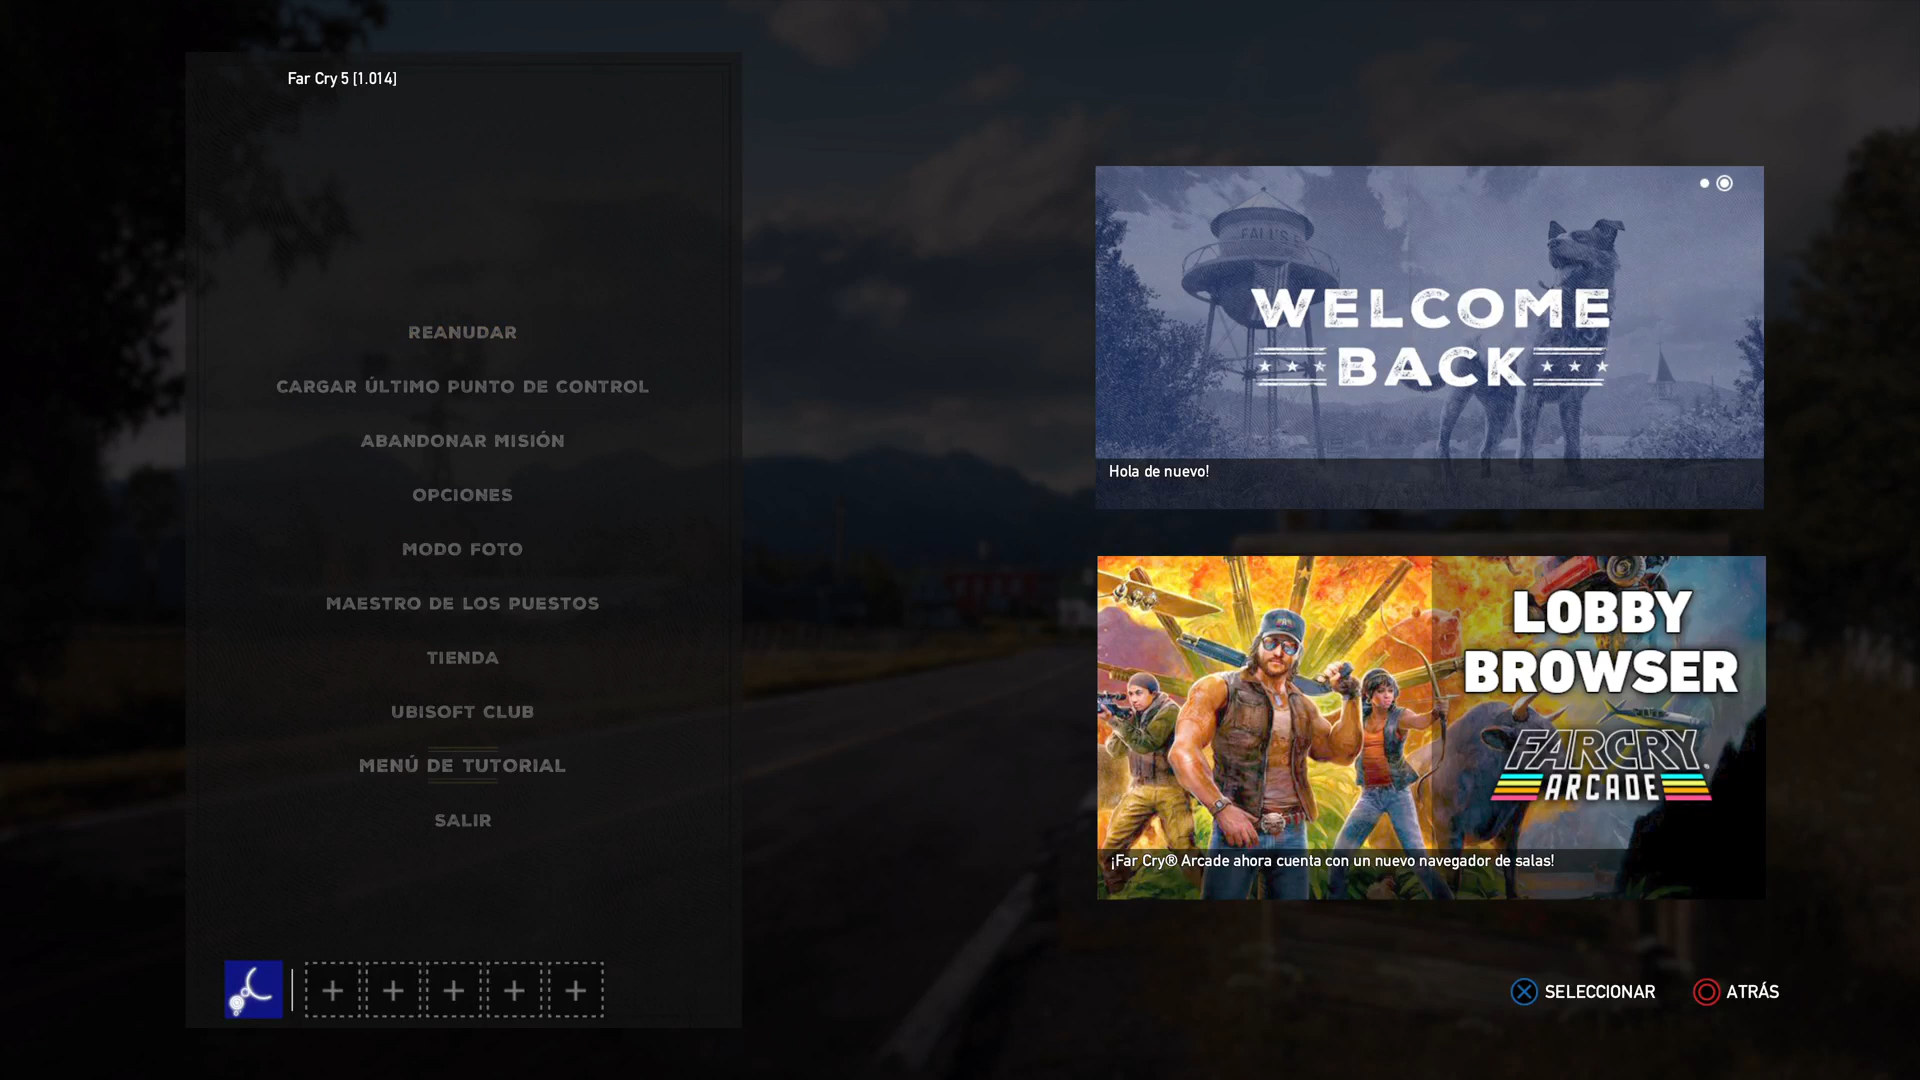 Far Cry 5 [1.014]
REANUDAR
CARGAR ÚLTIMO PUNTO DE CONTROL
ABANDONAR MISIÓN
OPCIONES
MODO FOTO
MAESTRO DE LOS PUESTOS
TIENDA
UBISOFT CLUB
MENÚ DE TUTORIAL
SALIR
FALL'S E
WELCOME
BACK
Hola de nuevo!
LOBBY
BROWSER
FARCRY
ARCADE
¡Far Cry® Arcade ahora cuenta con un nuevo navegador de salas!
SELECCIONAR
ATRÁS